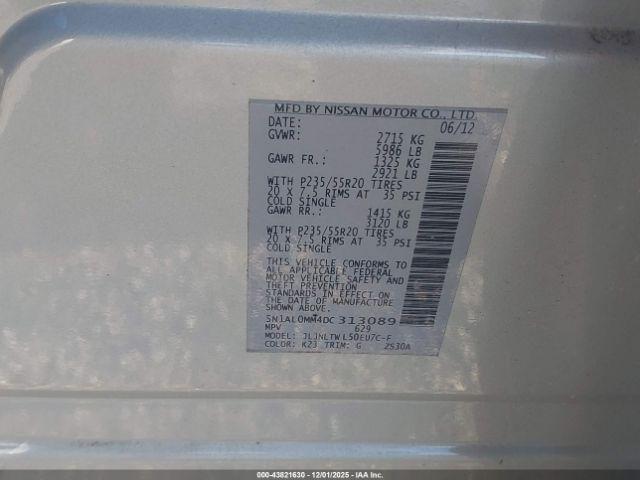 MFD BY NISSAN MOTOR CO., LTD.
DATE: 06/12
GVWR: 2715 KG
5986 LB
GAWR FR.: 1325 KG
2921 LB
WITH P235/55R20 TIRES
20 X 7.5 RIMS AT 35 PSI
COLD SINGLE
GAWR RR.: 1415 KG
3120 LB
WITH P235/55R20 TIRES
20 X 7.5 RIMS AT 35 PSI
COLD SINGLE
THIS VEHICLE CONFORMS TO
ALL APPLICABLE FEDERAL
MOTOR VEHICLE SAFETY AND
THEFT PREVENTION
STANDARDS IN EFFECT ON
THE DATE OF MANUFACTURE
SHOWN ABOVE.
5N1AL0MM4DC313089
MPV 629
MODEL:
COLOR: K23 TRIM: G 2S30A
000-43821630 - 12/01/2025 - IAAI.COM